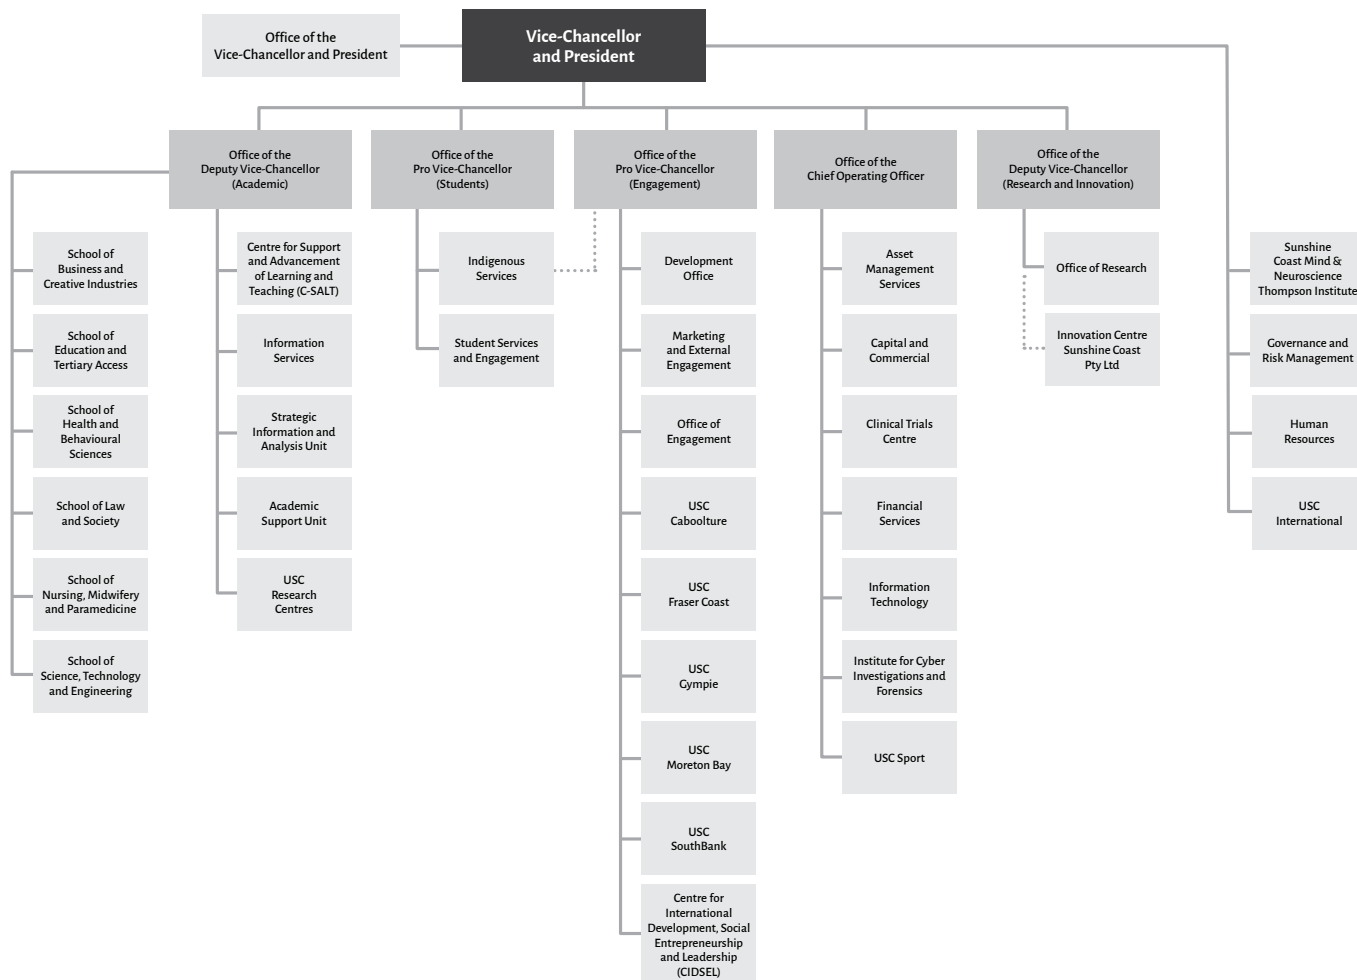 Office of the
Vice-Chancellor and President
Vice-Chancellor
and President
Office of the
Deputy Vice-Chancellor
(Academic)
Office of the
Pro Vice-Chancellor
(Students)
Office of the
Pro Vice-Chancellor
(Engagement)
Office of the
Chief Operating Officer
Office of the
Deputy Vice-Chancellor
(Research and Innovation)
School of
Business and
Creative Industries
School of
Education and
Tertiary Access
School of
Health and
Behavioural
Sciences
School of Law
and Society
School of
Nursing, Midwifery
and Paramedicine
School of
Science, Technology
and Engineering
Centre for Support
and Advancement
of Learning and
Teaching (C-SALT)
Information
Services
Strategic
Information and
Analysis Unit
Academic
Support Unit
USC
Research
Centres
Indigenous
Services
Student Services
and Engagement
Development
Office
Marketing
and External
Engagement
Office of
Engagement
USC
Caboolture
USC
Fraser Coast
USC
Gympie
USC
Moreton Bay
USC
SouthBank
Centre for
International
Development, Social
Entrepreneurship
and Leadership
(CIDSEL)
Asset
Management
Services
Capital and
Commercial
Clinical Trials
Centre
Financial
Services
Information
Technology
Institute for Cyber
Investigations and
Forensics
USC Sport
Office of Research
Innovation Centre
Sunshine Coast
Pty Ltd
Sunshine
Coast Mind &
Neuroscience
Thompson Institute
Governance and
Risk Management
Human
Resources
USC
International